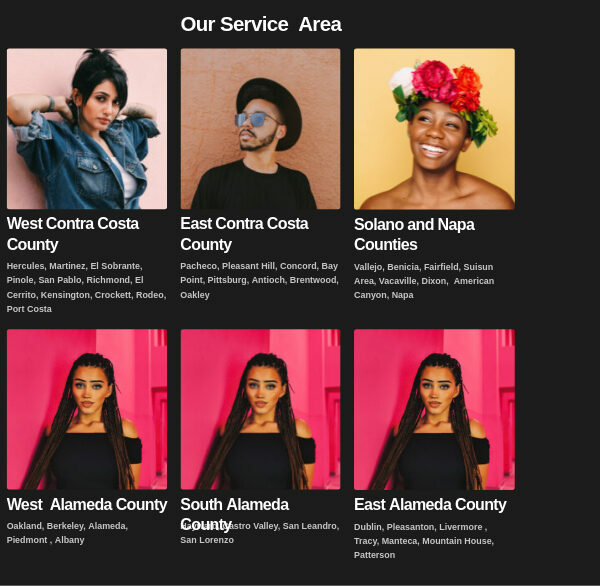 Our Service Area
West Contra Costa
County
Hercules, Martinez, El Sobrante,
Pinole, San Pablo, Richmond, El
Cerrito, Kensington, Crockett, Rodeo,
Port Costa
East Contra Costa
County
Pacheco, Pleasant Hill, Concord, Bay
Point, Pittsburg, Antioch, Brentwood,
Oakley
Solano and Napa
Counties
Vallejo, Benicia, Fairfield, Suisun
Area, Vacaville, Dixon, American
Canyon, Napa
West Alameda County
Oakland, Berkeley, Alameda,
Piedmont , Albany
South Alameda
County
Valley, San Leandro,
San Lorenzo
East Alameda County
Dublin, Pleasanton, Livermore ,
Tracy, Manteca, Mountain House,
Patterson